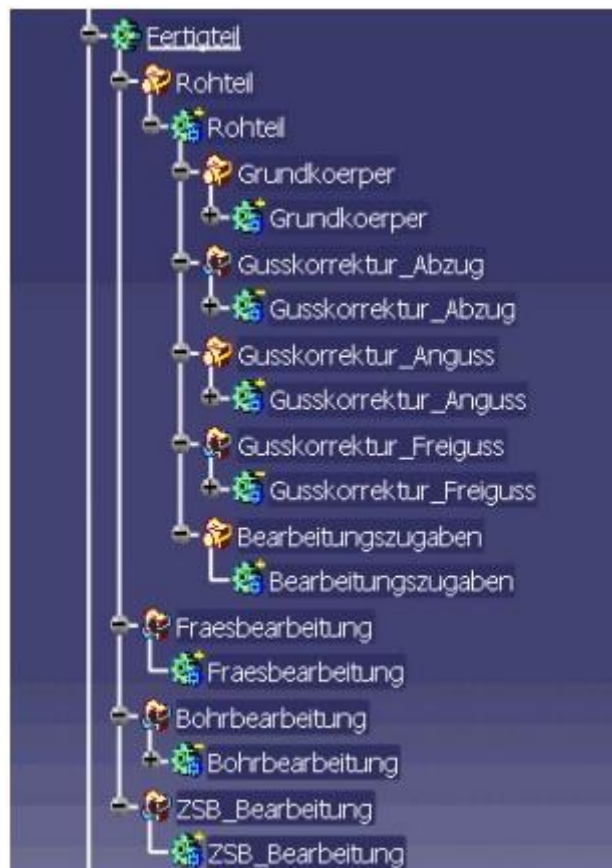 Fertigteil
Rohteil
Rohteil
Grundkoerper
Grundkoerper
Gusskorrektur_Abzug
Gusskorrektur_Abzug
Gusskorrektur_Anguss
Gusskorrektur_Anguss
Gusskorrektur_Freiguss
Gusskorrektur_Freiguss
Bearbeitungszugaben
Bearbeitungszugaben
Fraesbearbeitung
Fraesbearbeitung
Bohrbearbeitung
Bohrbearbeitung
ZSB_Bearbeitung
ZSB_Bearbeitung